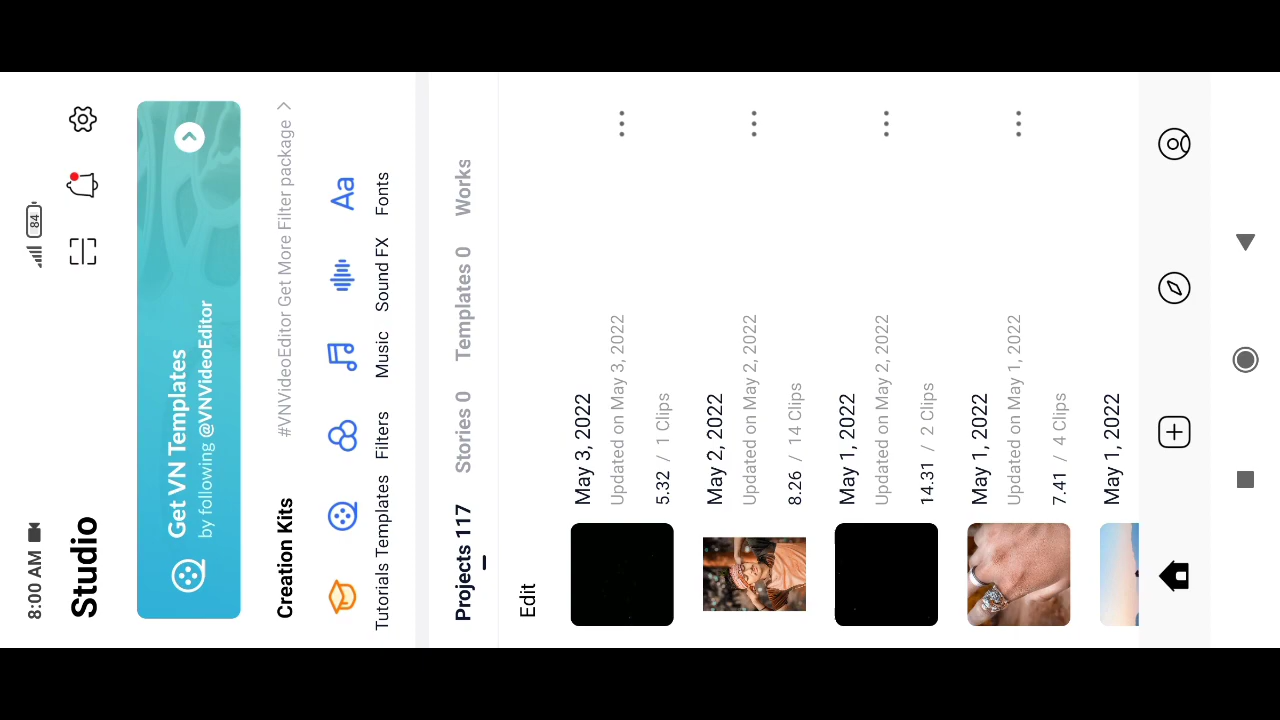 8:00 AM
84
Studio
Get VN Templates
by following @VNVideoEditor
Creation Kits
#VNVideoEditor Get More Filter package
Tutorials
Templates
Filters
Music
Sound FX
Aa
Fonts
Projects 117
Stories 0
Templates 0
Works
Edit
May 3, 2022
Updated on May 3, 2022
5.32 / 1 Clips
May 2, 2022
Updated on May 2, 2022
8.26 / 14 Clips
May 1, 2022
Updated on May 2, 2022
14.31 / 2 Clips
May 1, 2022
Updated on May 1, 2022
7.41 / 4 Clips
May 1, 2022